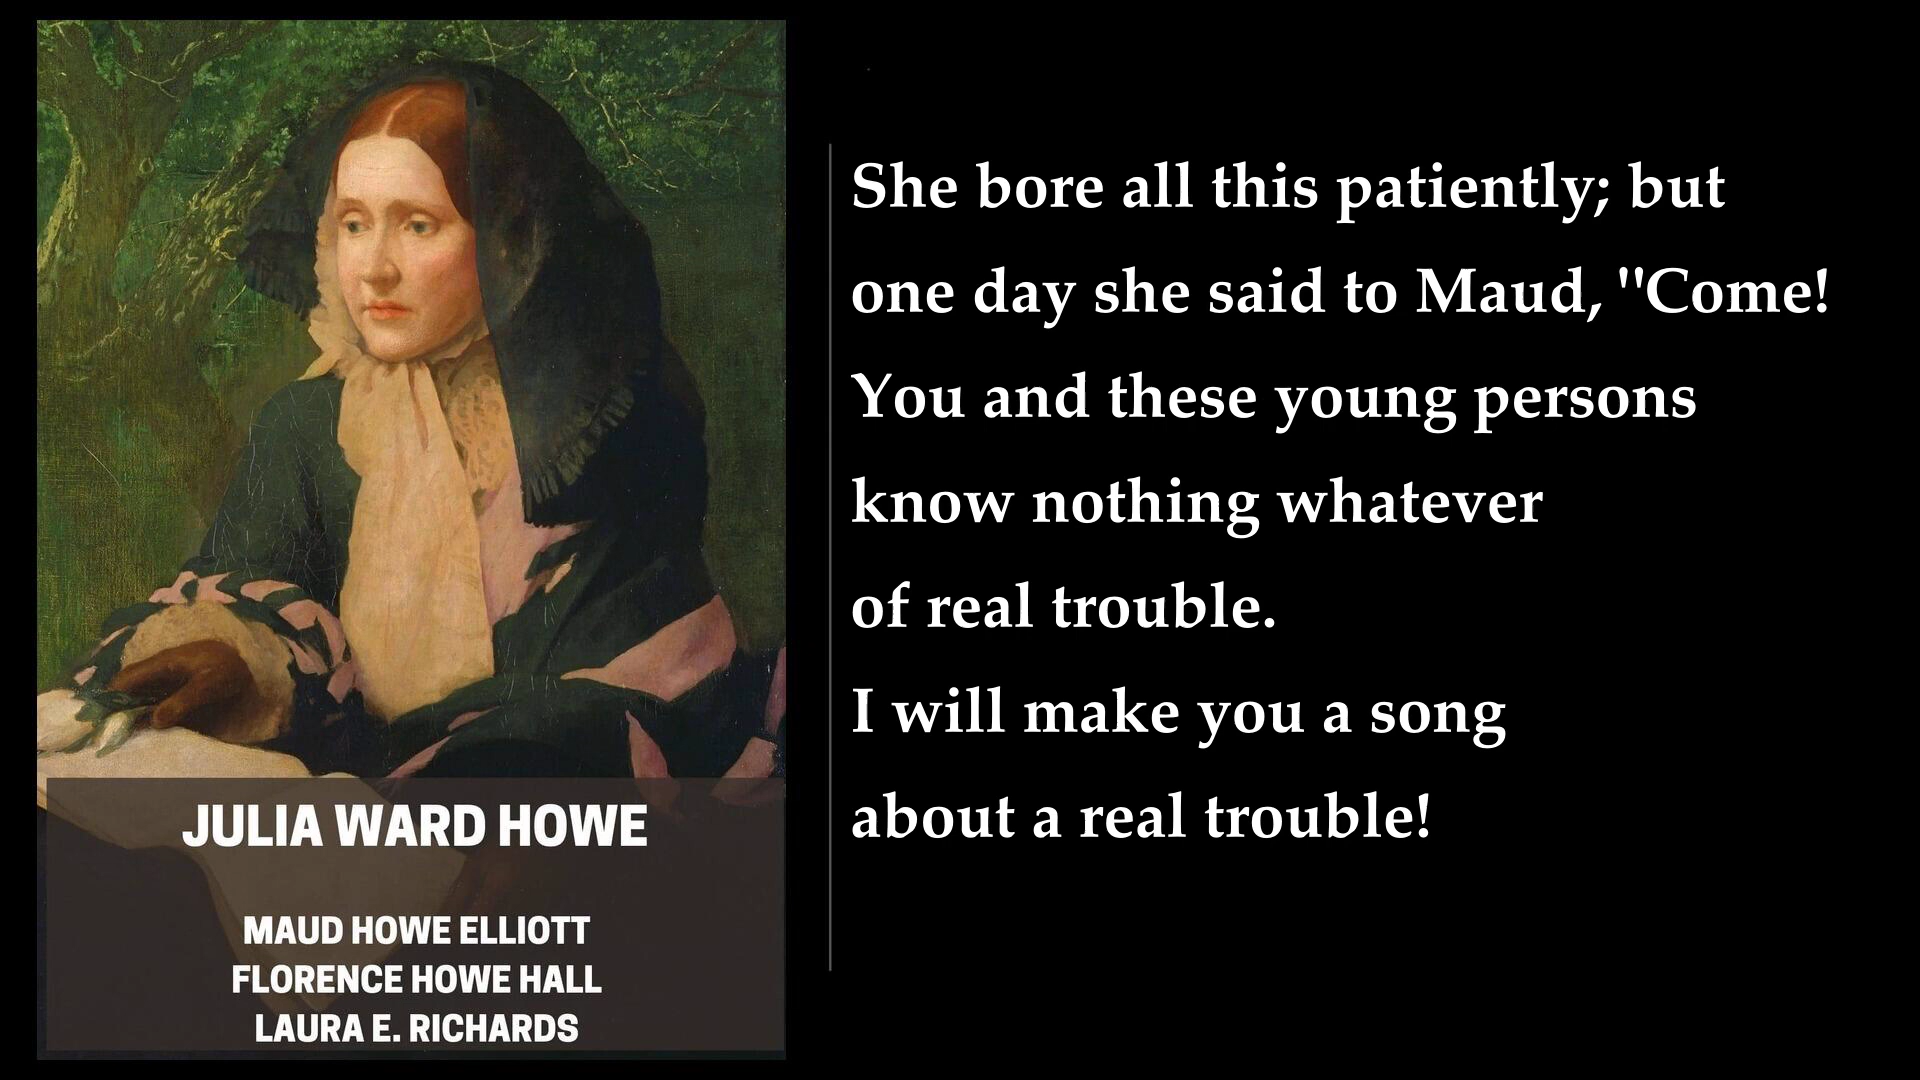 She bore all this patiently; but
one day she said to Maud, "Come!
You and these young persons
know nothing whatever
of real trouble.
I will make you a song
about a real trouble!
JULIA WARD HOWE
MAUD HOWE ELLIOTT
FLORENCE HOWE HALL
LAURA E. RICHARDS